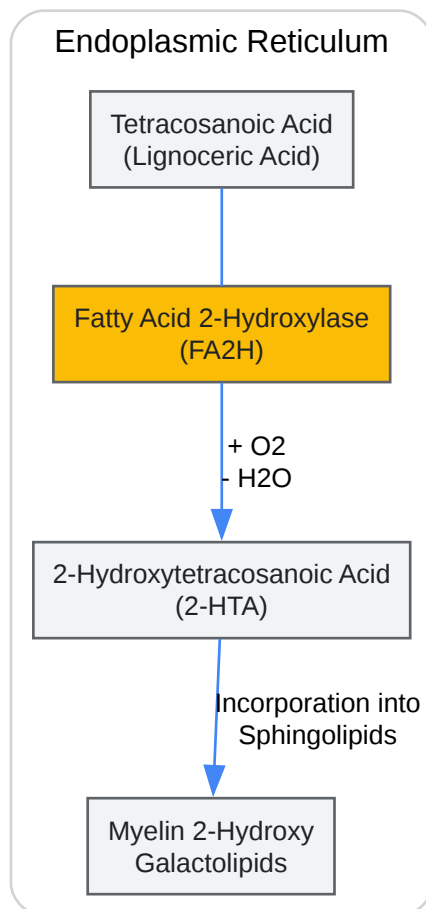 Endoplasmic Reticulum
Tetracosanoic Acid
(Lignoceric Acid)
Fatty Acid 2-Hydroxylase
(FA2H)
+ O2
- H2O
2-Hydroxytetracosanoic Acid
(2-HTA)
Incorporation into
Sphingolipids
Myelin 2-Hydroxy
Galactolipids